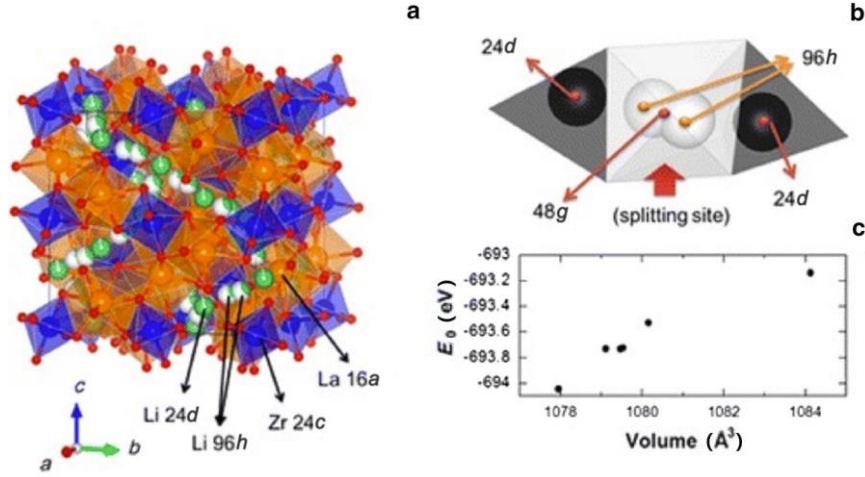 a
La 16a
Li 24d
Li 96h
Zr 24c
c
b
a
b
24d
96h
48g
(splitting site)
24d
c
E0 (eV)
-693
-693.2
-693.4
-693.6
-693.8
-694
1078
1080
1082
1084
Volume (Å³)